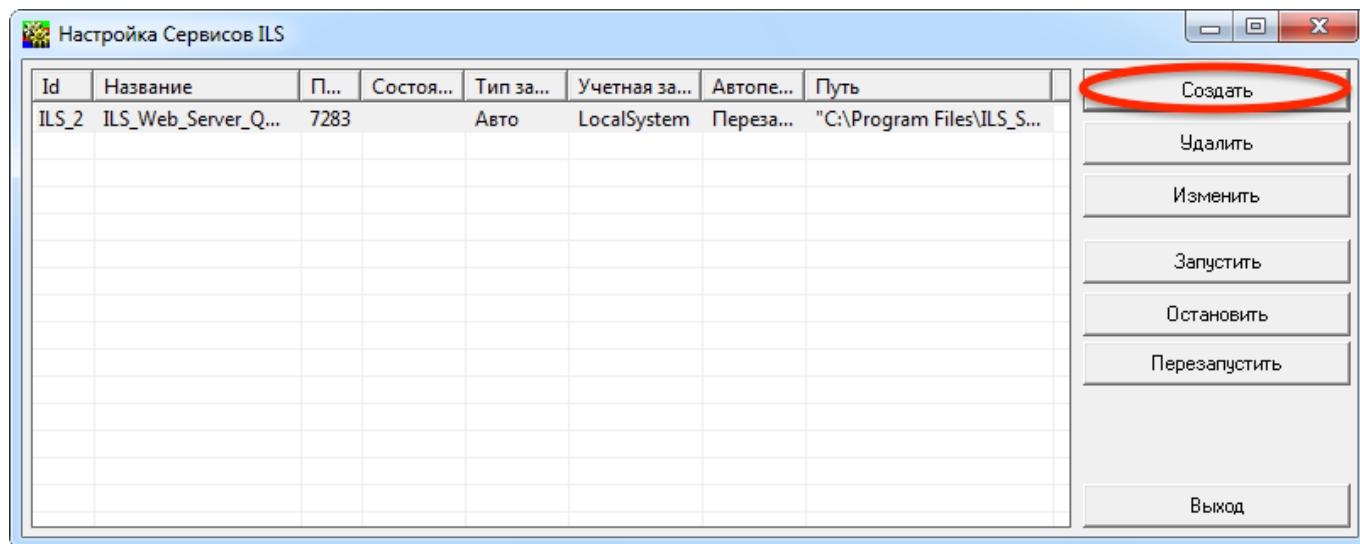 Настройка Сервисов ILS
Id Название П... Состоя... Тип за... Учетная за... Автопе... Путь
ILS_2 ILS_Web_Server_Q... 7283 Авто LocalSystem Переза... "C:\Program Files\ILS_S...
Создать
Удалить
Изменить
Запустить
Остановить
Перезапустить
Выход